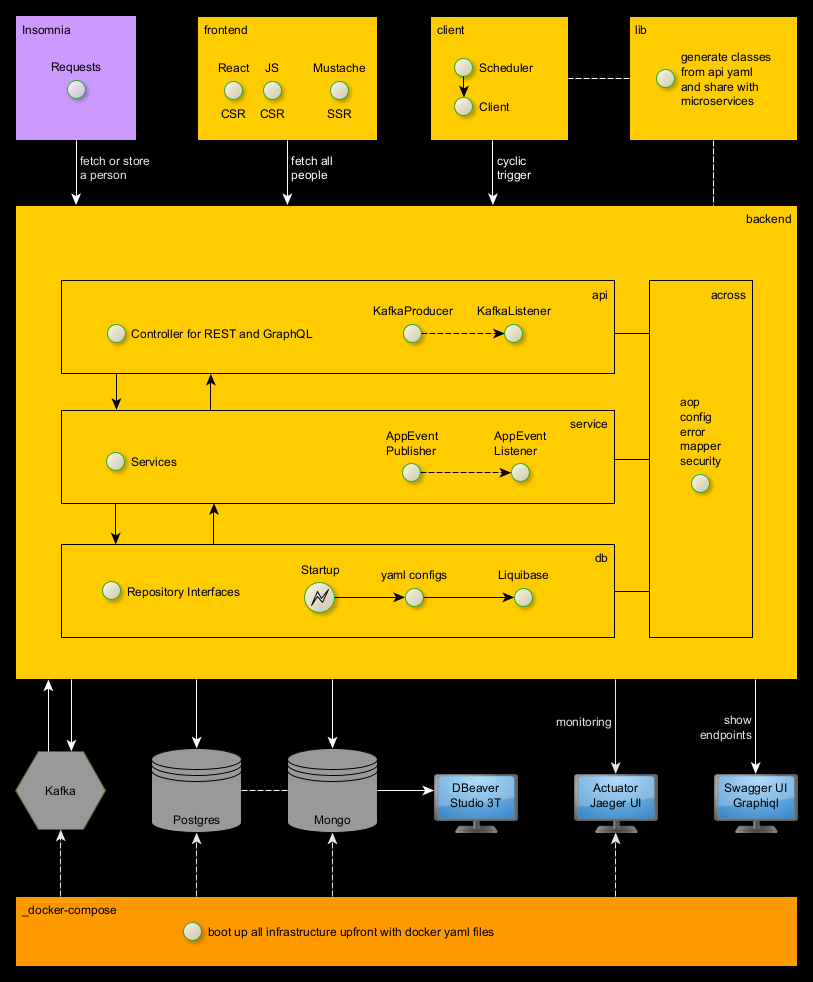 Insomnia
Requests
frontend
React
JS
Mustache
CSR
CSR
SSR
client
Scheduler
Client
lib
generate classes
from api yaml
and share with
microservices
fetch or store
a person
fetch all
people
cyclic
trigger
backend
api
KafkaProducer
KafkaListener
Controller for REST and GraphQL
across
aop
config
error
mapper
security
service
AppEvent
Publisher
AppEvent
Listener
Services
db
Startup
yaml configs
Liquibase
Repository Interfaces
monitoring
show
endpoints
Kafka
Postgres
Mongo
DBeaver
Studio 3T
Actuator
Jaeger UI
Swagger UI
Graphiql
_docker-compose
boot up all infrastructure upfront with docker yaml files